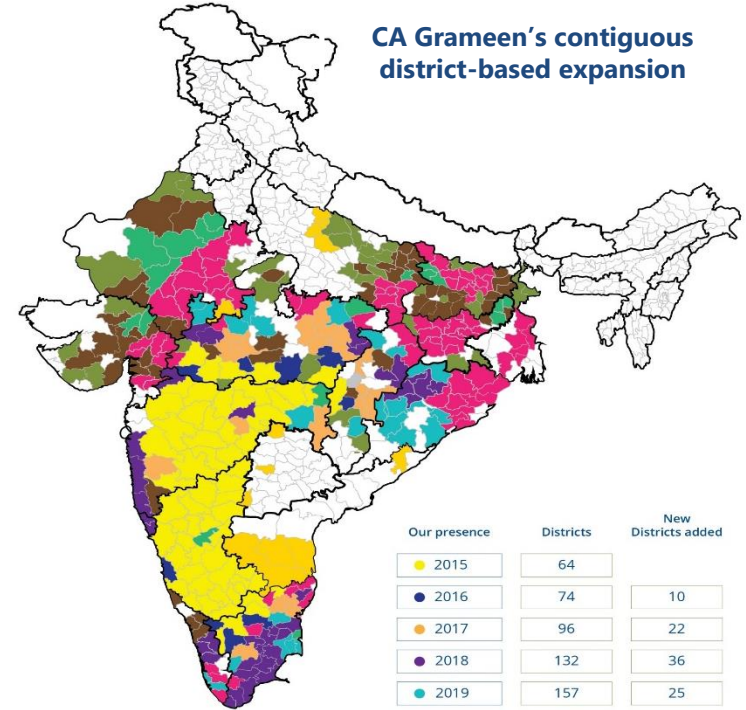 CA Grameen's contiguous
district-based expansion
Our presence Districts New Districts added
2015 64
2016 74 10
2017 96 22
2018 132 36
2019 157 25